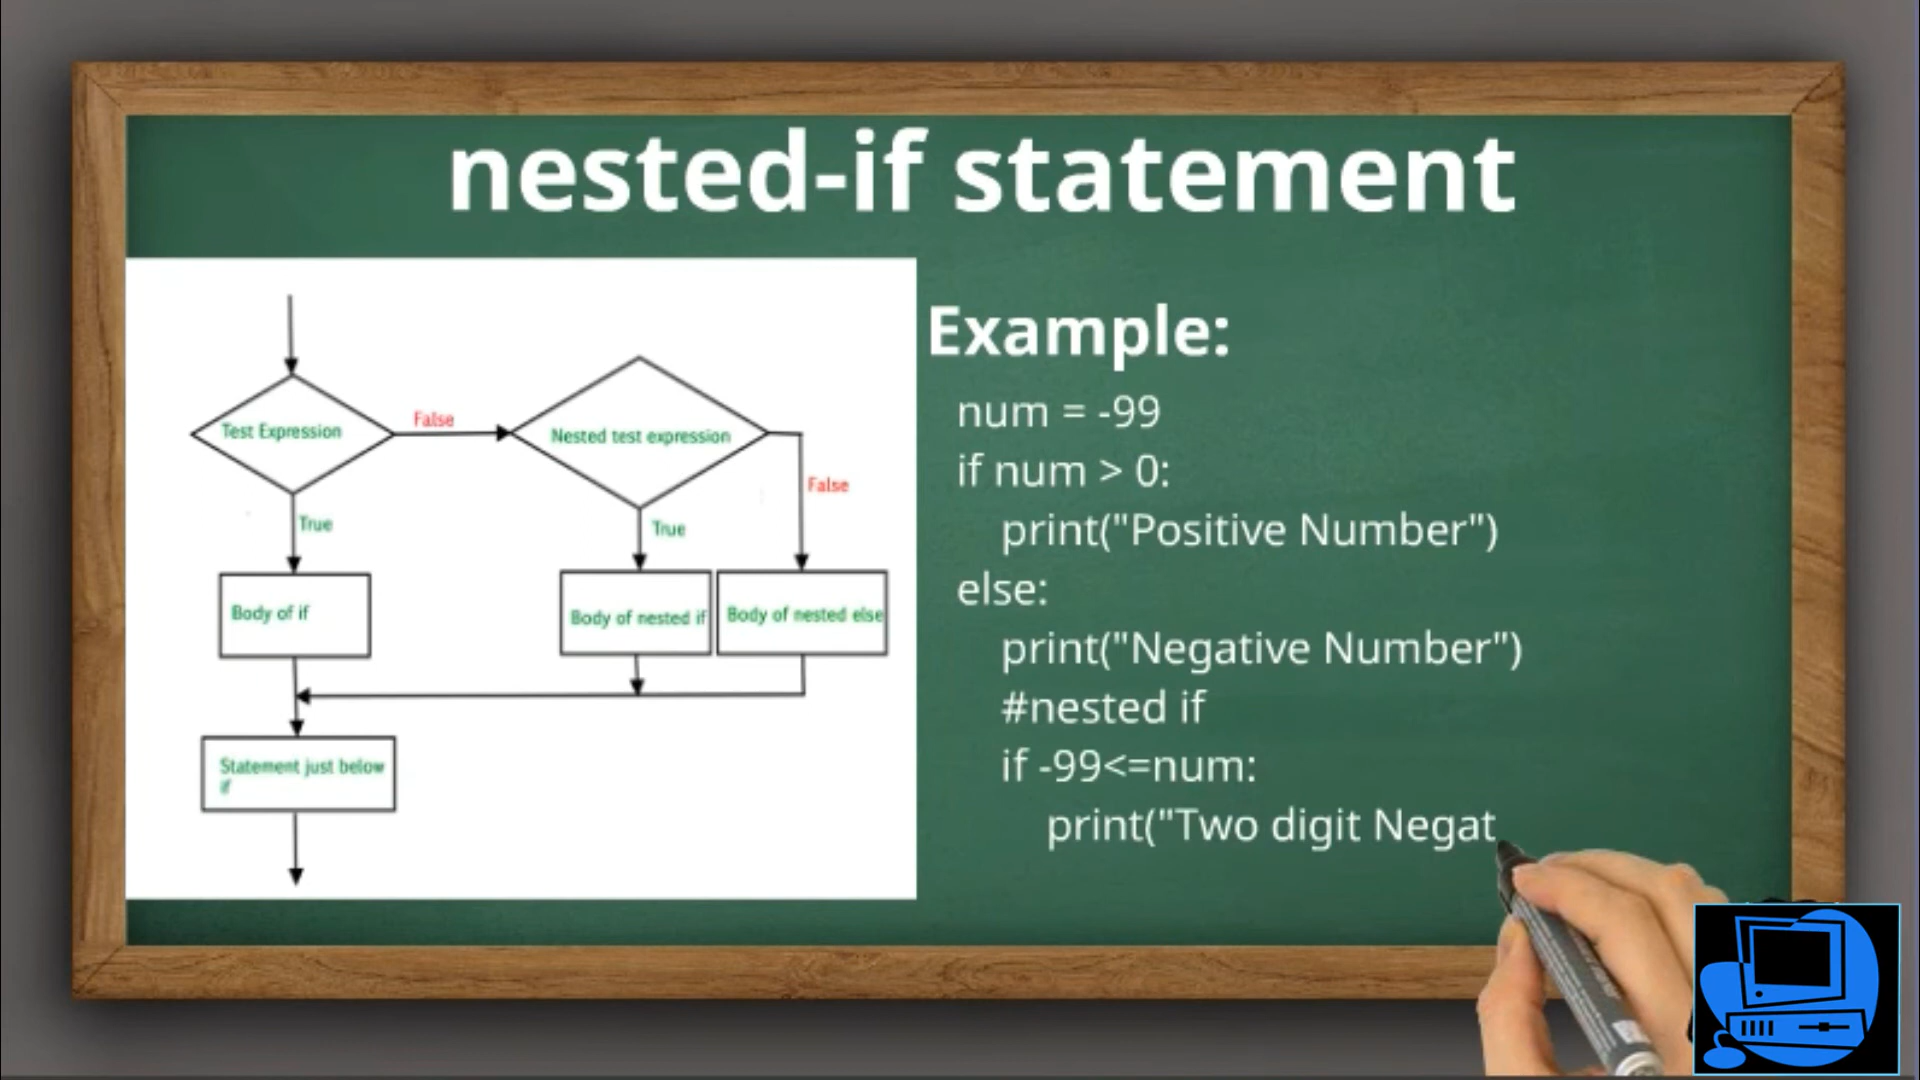 nested-if statement
Test Expression
False
Nested test expression
False
True
True
Body of if
Body of nested if
Body of nested else
Statement just below
if
Example:
num = -99
if num > 0:
print("Positive Number")
else:
print("Negative Number")
#nested if
if -99<=num:
print("Two digit Negat